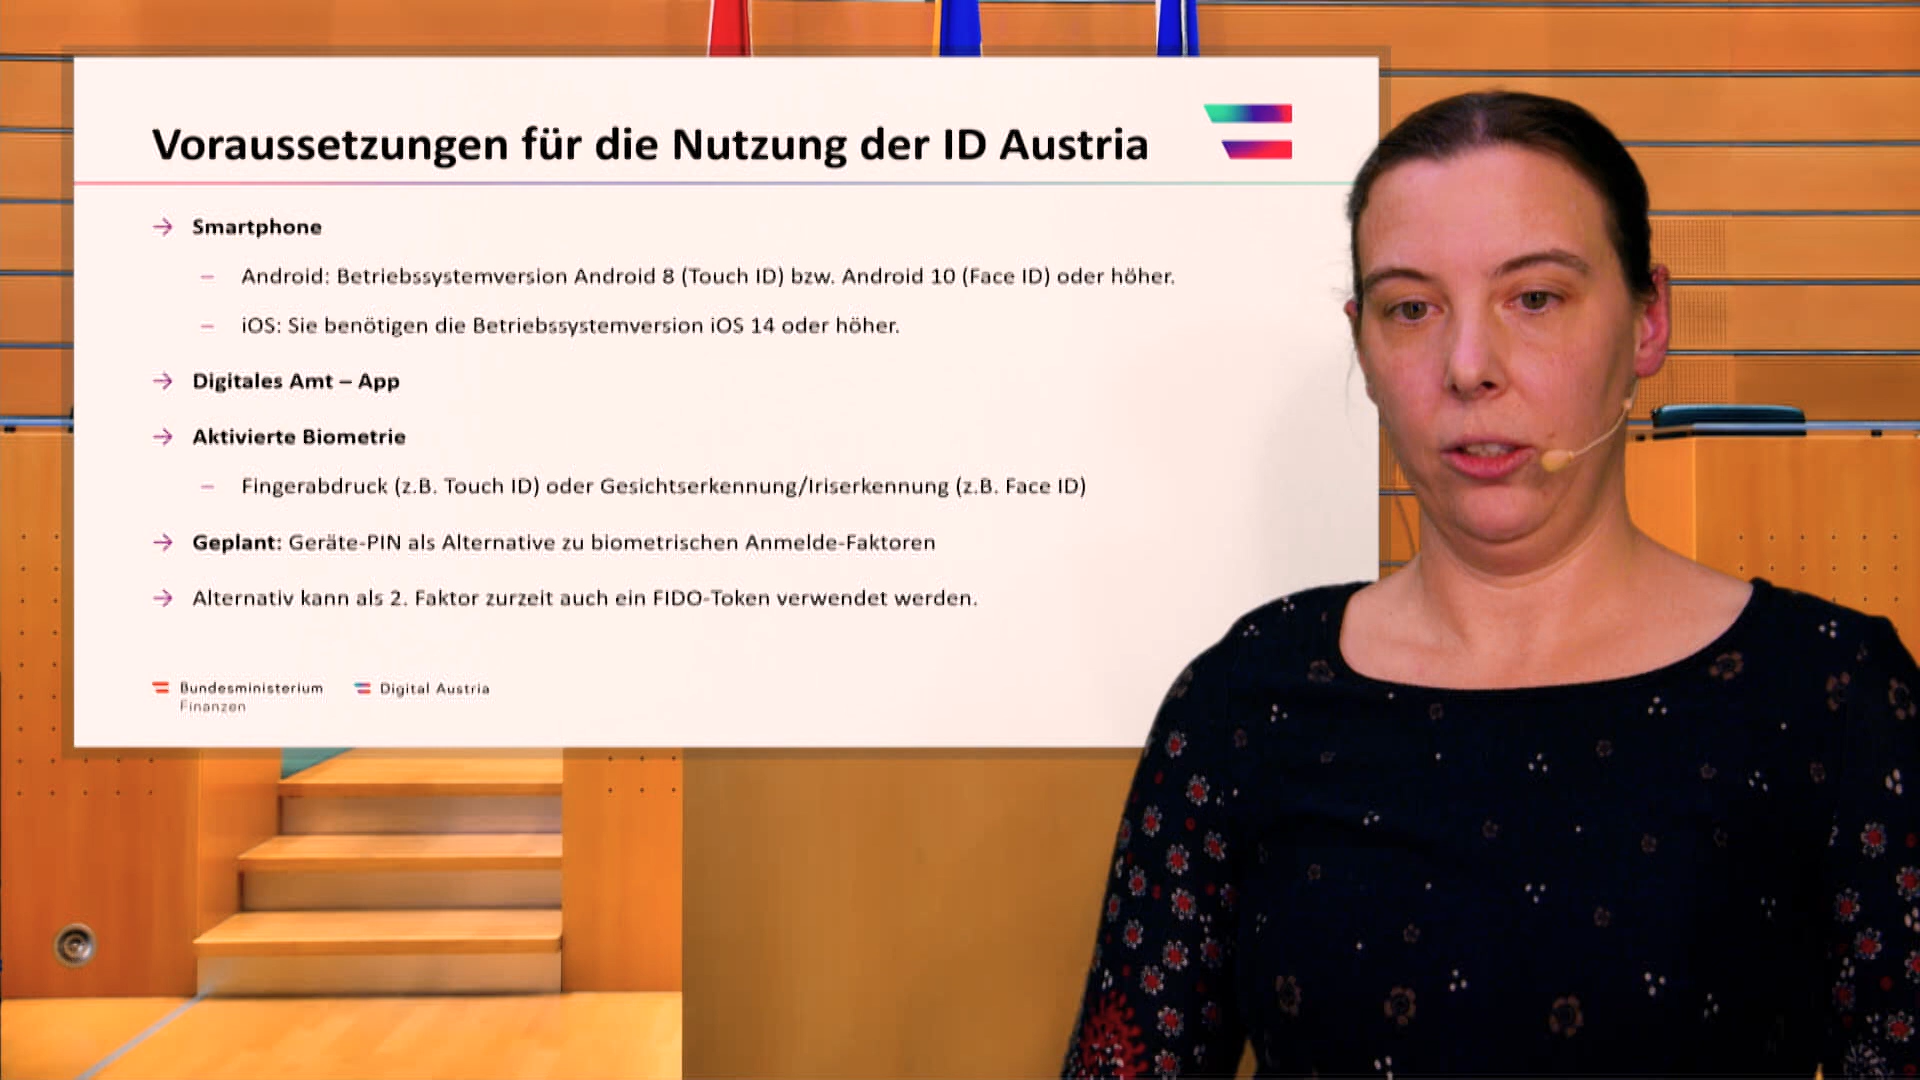 Voraussetzungen für die Nutzung der ID Austria
→ Smartphone
– Android: Betriebssystemversion Android 8 (Touch ID) bzw. Android 10 (Face ID) oder höher.
– iOS: Sie benötigen die Betriebssystemversion iOS 14 oder höher.
→ Digitales Amt – App
→ Aktivierte Biometrie
– Fingerabdruck (z.B. Touch ID) oder Gesichtserkennung/Iriserkennung (z.B. Face ID)
→ Geplant: Geräte-PIN als Alternative zu biometrischen Anmelde-Faktoren
→ Alternativ kann als 2. Faktor zurzeit auch ein FIDO-Token verwendet werden.
Bundesministerium
Finanzen
Digital Austria